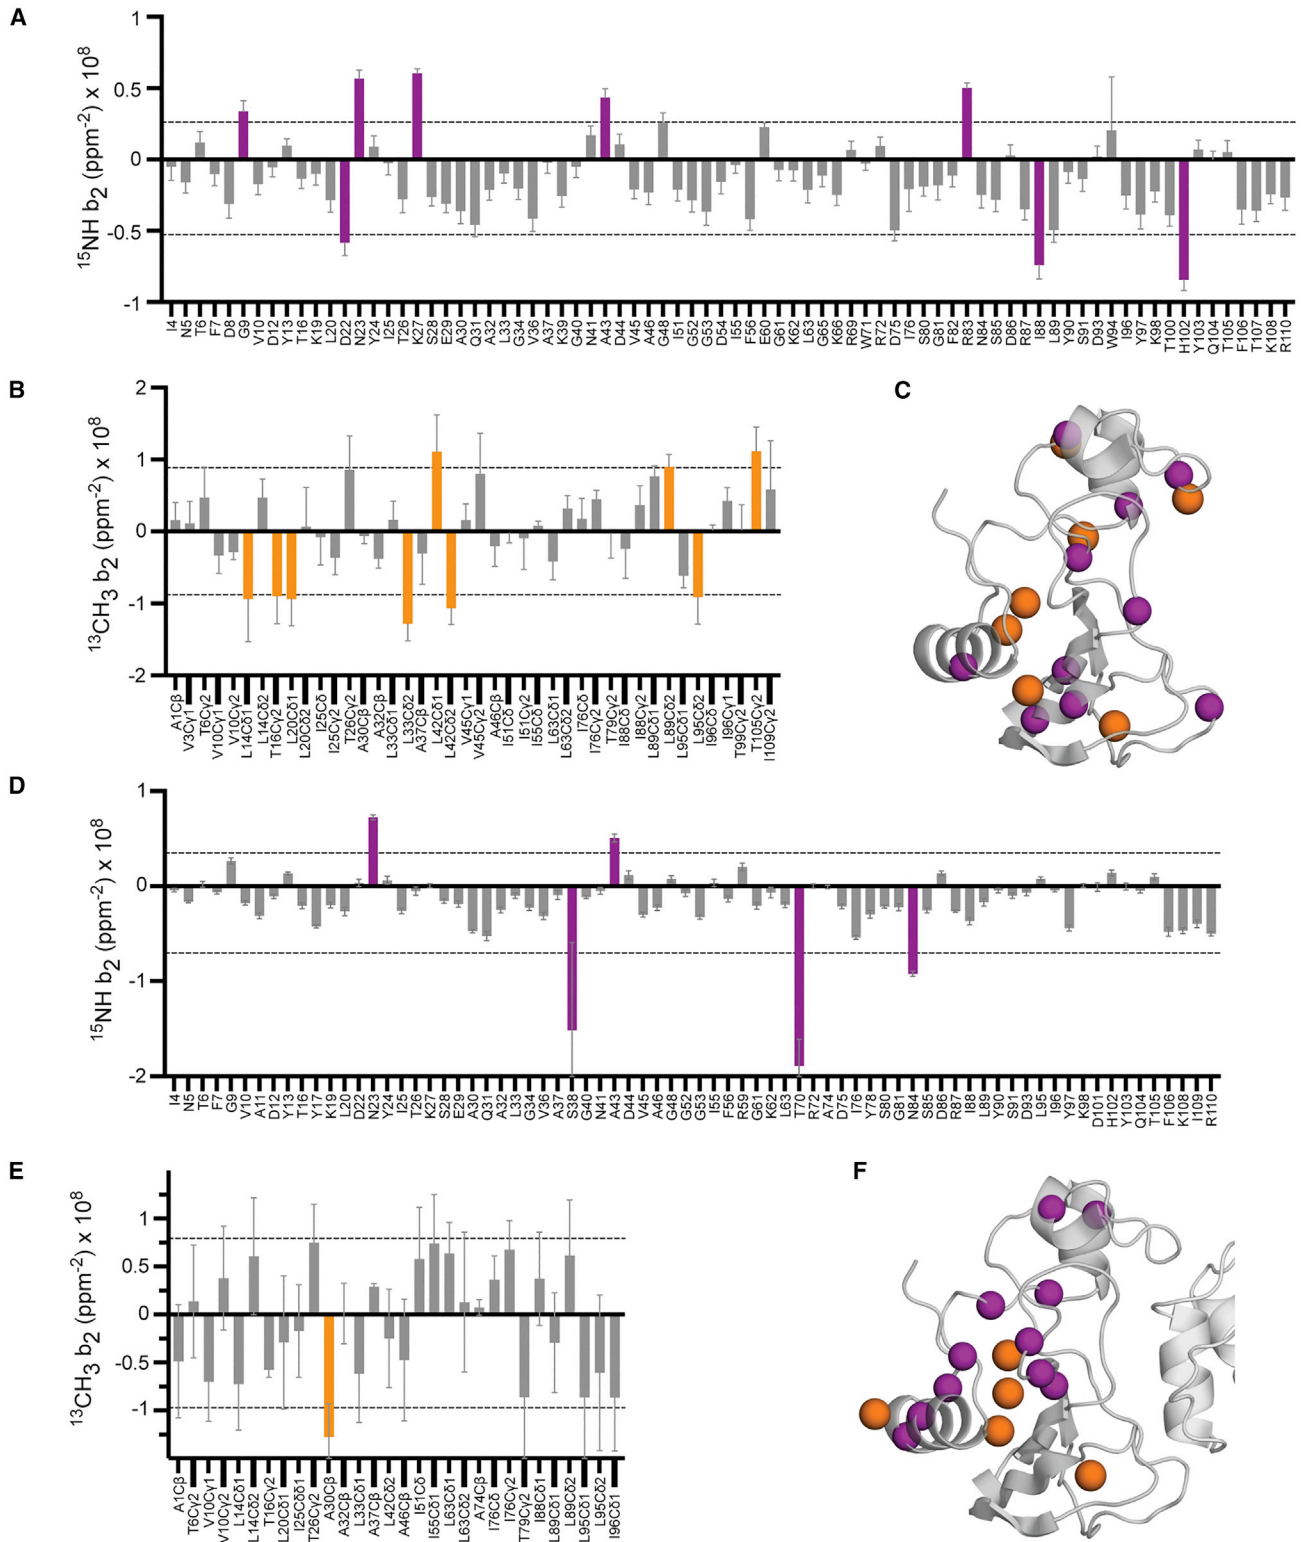 A
¹⁵NH b₂ (ppm⁻²) x 10⁸
1
0.5
0
-0.5
-1
I4 N5 T6 F7 D8 G9 V10 D12 Y13 T16 K19 L20 D22 N23 Y24 I25 T26 K27 S28 E29 A30 Q31 A32 L33 G34 V36 A37 K39 G40 N41 A43 D44 V45 A46 G48 I51 G52 G53 D54 I55 F56 E60 G61 K62 L63 G65 K66 R69 W71 R72 D75 I76 S80 G81 F82 R83 N84 S85 D86 R87 I88 L89 Y90 S91 D93 W94 I96 Y97 K98 T100 H102 Y103 Q104 T105 F106 T107 K108 R110
B
¹³CH₃ b₂ (ppm⁻²) x 10⁸
2
1
0
-1
-2
A1Cβ V3Cγ1 T6Cγ2 V10Cγ1 V10Cγ2 L14Cδ1 L14Cδ2 T16Cγ2 L20Cδ1 L20Cδ2 I25Cδ I25Cγ2 T26Cγ2 A30Cβ A32Cβ L33Cδ1 L33Cδ2 A37Cβ L42Cδ1 L42Cδ2 V45Cγ1 V45Cγ2 A46Cβ I51Cδ I51Cγ2 I55Cδ L63Cδ1 L63Cδ2 I76Cδ I76Cγ2 T79Cγ2 I88Cδ I88Cγ2 L89Cδ1 L89Cδ2 L95Cδ1 L95Cδ2 I96Cδ I96Cγ1 T99Cγ2 T105Cγ2 I109Cγ2
C
D
¹⁵NH b₂ (ppm⁻²) x 10⁸
1
0
-1
-2
I4 N5 T6 F7 G9 V10 A11 D12 Y13 T16 Y17 K19 L20 D22 N23 Y24 I25 T26 K27 S28 E29 A30 Q31 A32 L33 G34 V36 A37 S38 G40 N41 A43 D44 V45 A46 G48 G52 G53 I55 F56 R59 G61 K62 L63 T70 R72 A74 D75 I76 Y78 S80 G81 N84 S85 D86 R87 I88 L89 Y90 S91 D93 L95 I96 Y97 K98 D101 H102 Y103 Q104 T105 F106 K108 I109 R110
E
¹³CH₃ b₂ (ppm⁻²) x 10⁸
1
0.5
0
-0.5
-1
A1Cβ T6Cγ2 V10Cγ1 V10Cγ2 L14Cδ1 L14Cδ2 T16Cγ2 L20Cδ1 I25Cδδ1 T26Cγ2 A30Cβ A32Cβ L33Cδ1 A37Cβ L42Cδ2 A46Cβ I51Cδ I55Cδ1 L63Cδ1 L63Cδ2 A74Cβ I76Cδ I76Cγ2 T79Cγ2 I88Cδ1 L89Cδ1 L89Cδ2 L95Cδ1 L95Cδ2 I96Cδ1
F